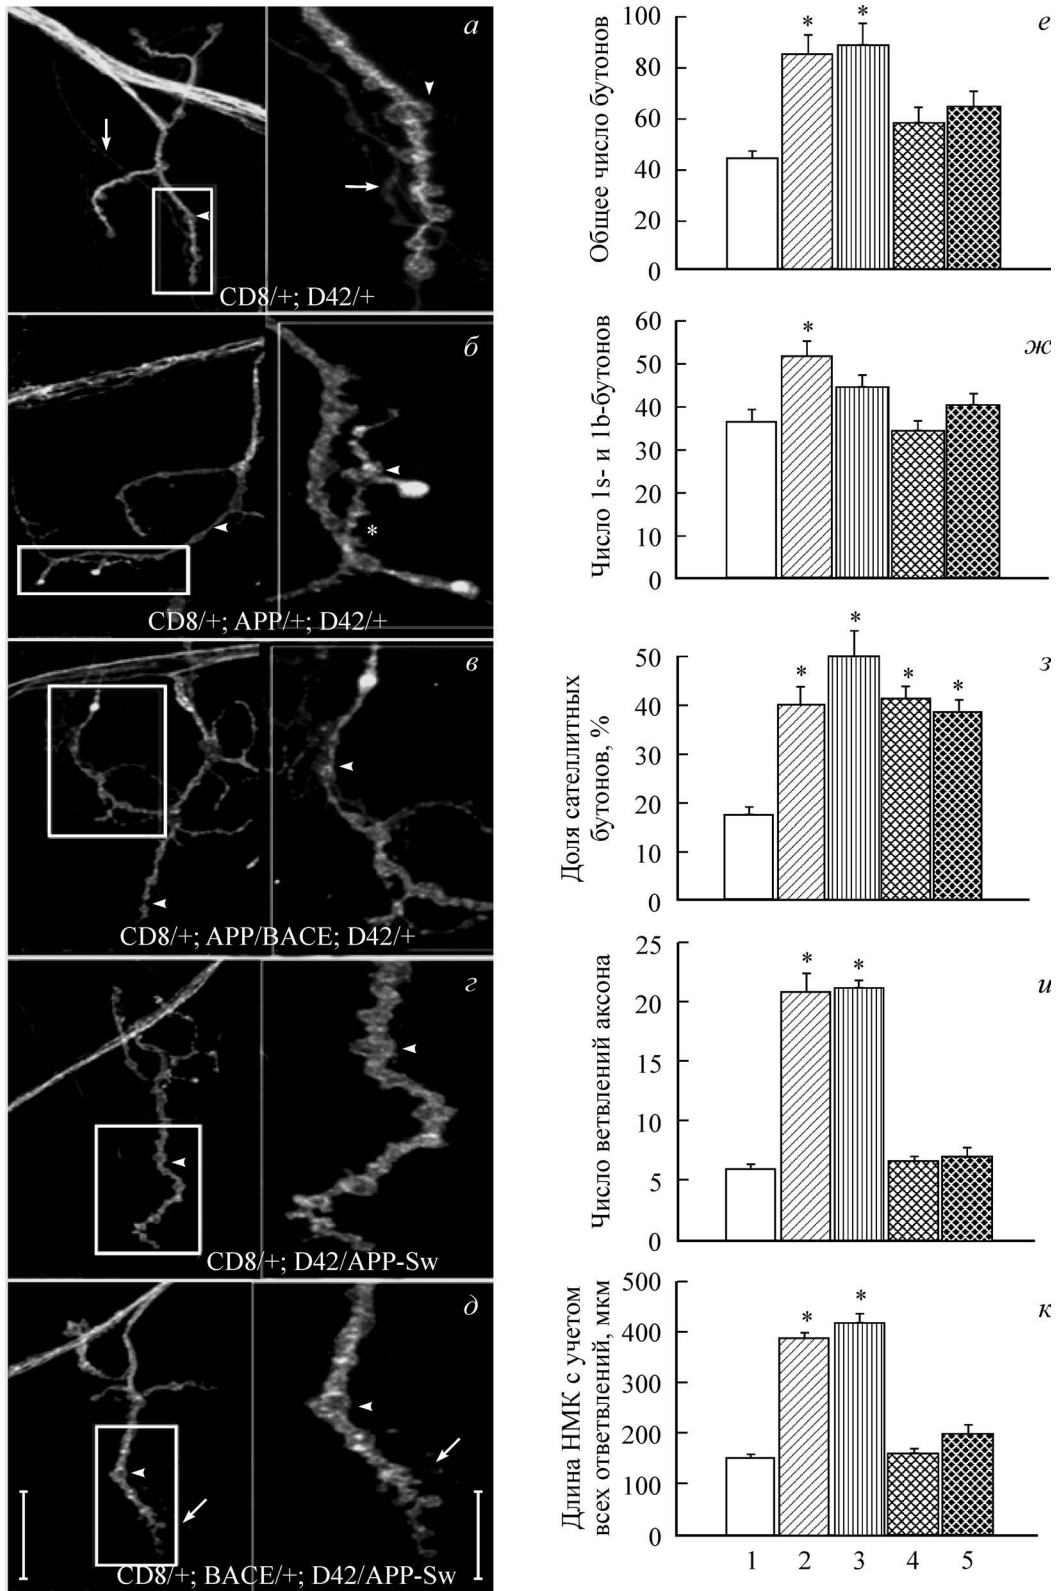 а
CD8/+; D42/+
б
*
CD8/+; APP/+; D42/+
в
CD8/+; APP/BACE; D42/+
г
CD8/+; D42/APP-Sw
д
CD8/+; BACE/+; D42/APP-Sw
е
Общее число бутонов
100
80
60
40
20
0
* *
ж
Число 1s- и 1b-бутонов
60
50
40
30
20
10
0
*
з
Доля сателлитных
бутонов, %
50
40
30
20
10
0
* * * *
и
Число ветвлений аксона
25
20
15
10
5
0
* *
к
Длина НМК с учетом
всех ответвлений, мкм
500
400
300
200
100
0
* *
1 2 3 4 5